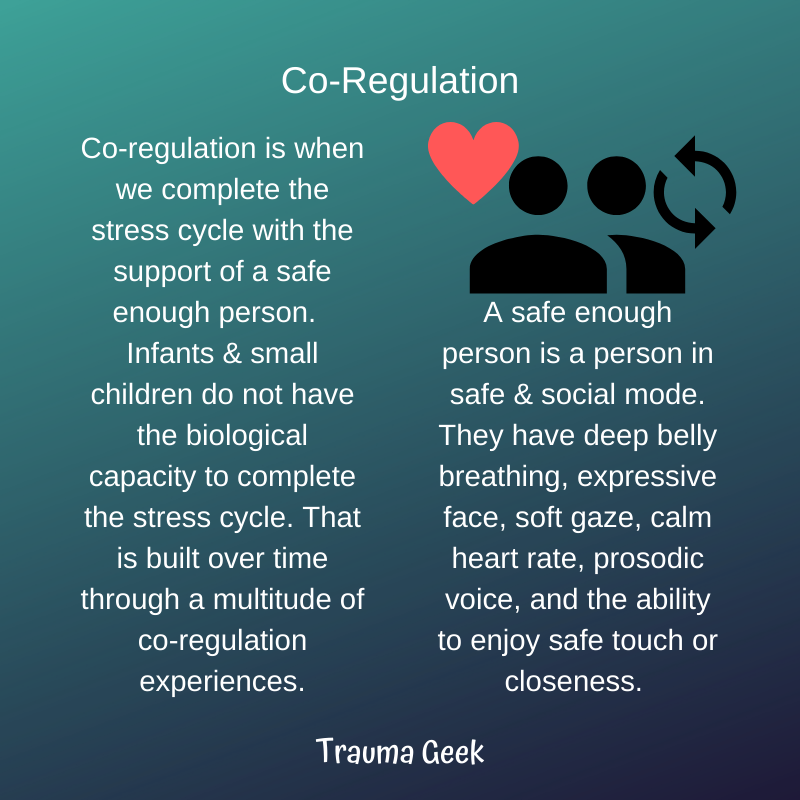 Co-Regulation
Co-regulation is when
we complete the
stress cycle with the
support of a safe
enough person.
Infants & small
children do not have
the biological
capacity to complete
the stress cycle. That
is built over time
through a multitude of
co-regulation
experiences.
A safe enough
person is a person in
safe & social mode.
They have deep belly
breathing, expressive
face, soft gaze, calm
heart rate, prosodic
voice, and the ability
to enjoy safe touch or
closeness.
Trauma Geek